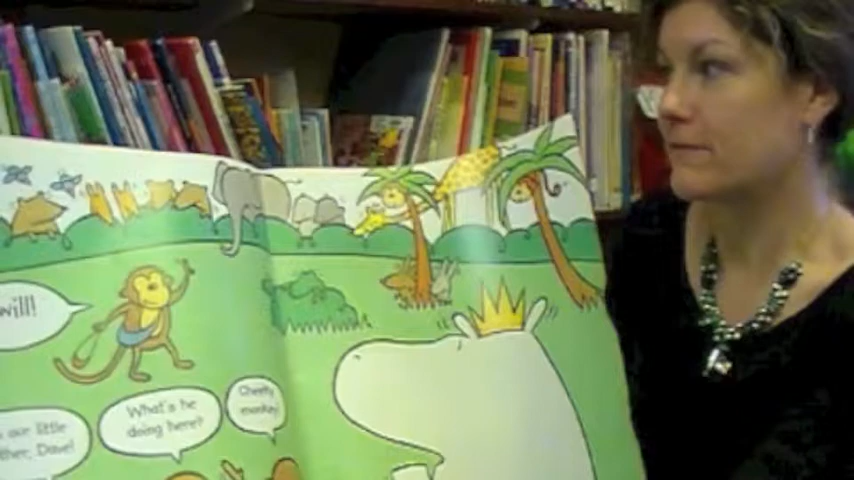 will!
our little
ther, Dave!
What's he
doing here?
Cheeky
monkey